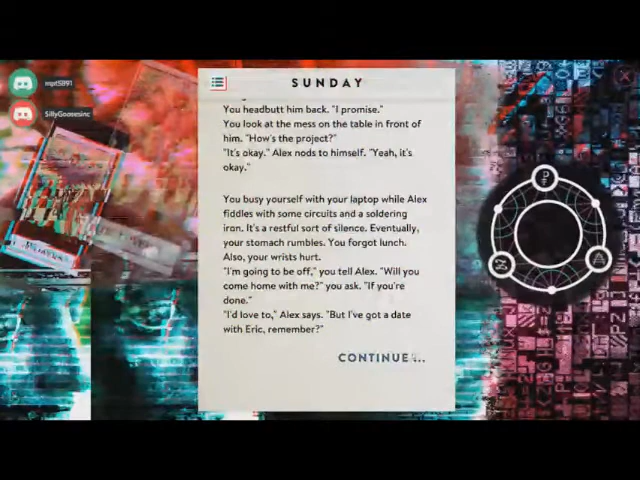 mpt5891
SillyGoosesinc
SUNDAY
You headbutt him back. "I promise."
You look at the mess on the table in front of
him. "How's the project?"
"It's okay." Alex nods to himself. "Yeah, it's
okay."
You busy yourself with your laptop while Alex
fiddles with some circuits and a soldering
iron. It's a restful sort of silence. Eventually,
your stomach rumbles. You forgot lunch.
Also, your wrists hurt.
"I'm going to be off," you tell Alex. "Will you
come home with me?" you ask. "If you're
done."
"I'd love to," Alex says. "But I've got a date
with Eric, remember?"
CONTINUE...